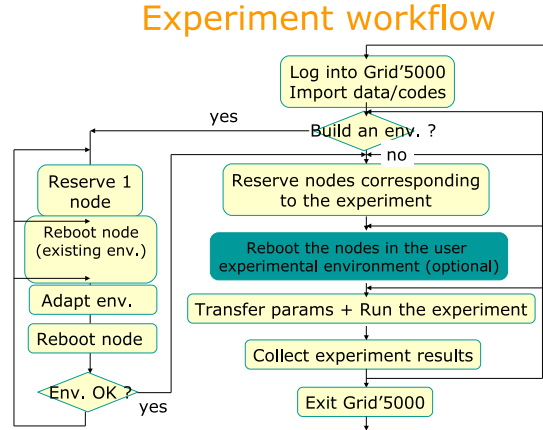 Experiment workflow
Log into Grid'5000
Import data/codes
yes
Build an env. ?
no
Reserve 1
node
Reserve nodes corresponding
to the experiment
Reboot node
(existing env.)
Reboot the nodes in the user
experimental environment (optional)
Adapt env.
Transfer params + Run the experiment
Reboot node
Collect experiment results
Env. OK ?
yes
Exit Grid'5000